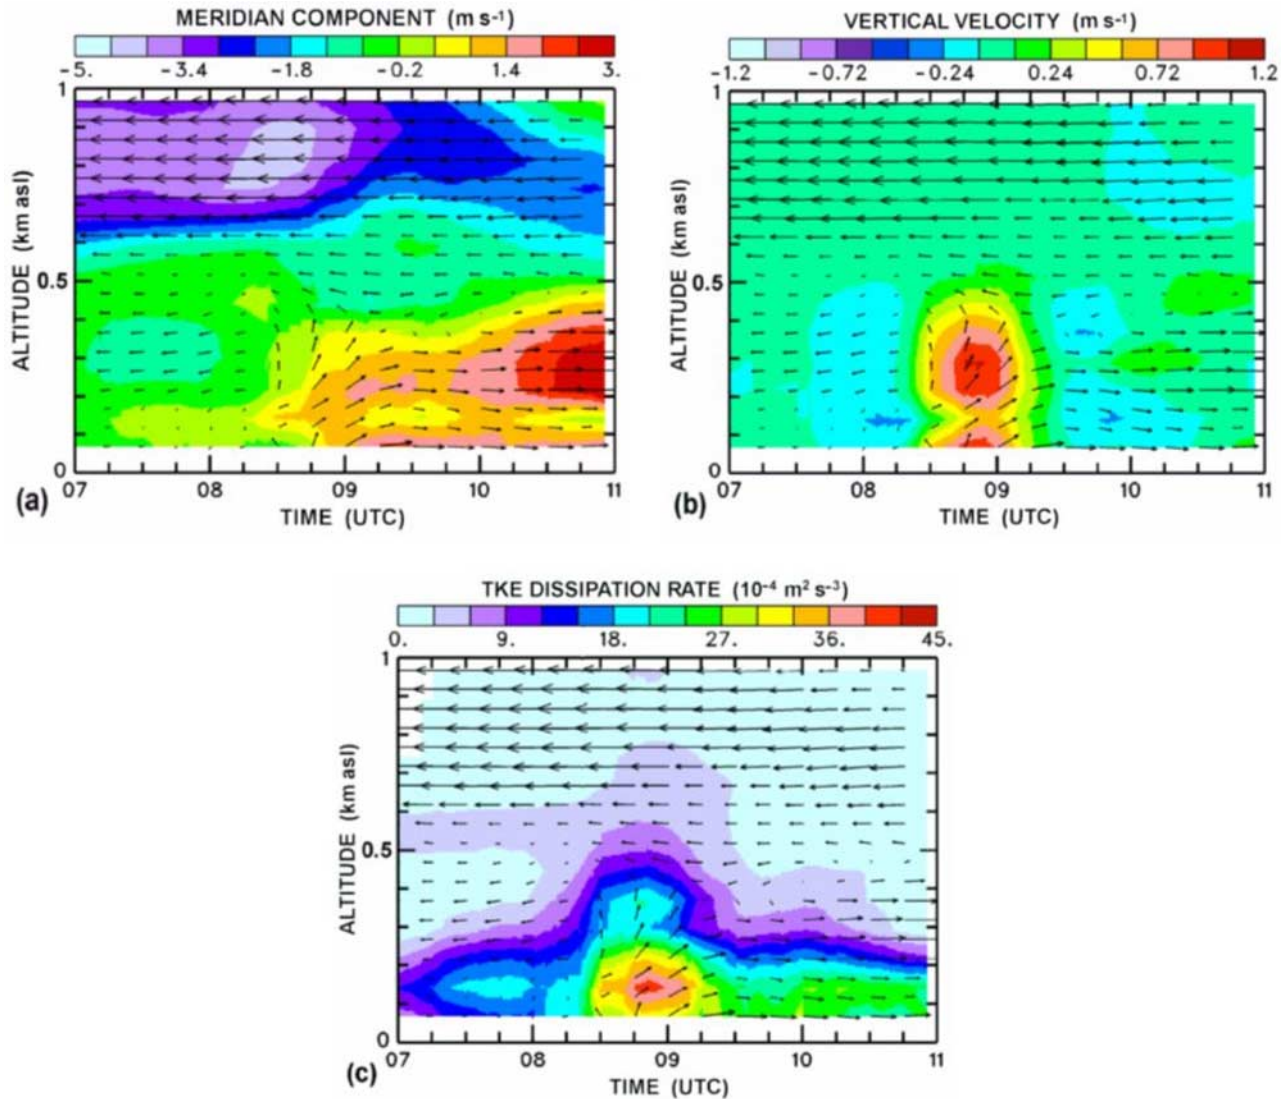 MERIDIAN COMPONENT (m s-1)
-5. -3.4 -1.8 -0.2 1.4 3.
1
0.5
0
ALTITUDE (km asl)
07 08 09 10 11
TIME (UTC)
(a)
VERTICAL VELOCITY (m s-1)
-1.2 -0.72 -0.24 0.24 0.72 1.2
1
0.5
0
ALTITUDE (km asl)
07 08 09 10 11
TIME (UTC)
(b)
TKE DISSIPATION RATE (10-4 m2 s-3)
0. 9. 18. 27. 36. 45.
1
0.5
0
ALTITUDE (km asl)
07 08 09 10 11
TIME (UTC)
(c)